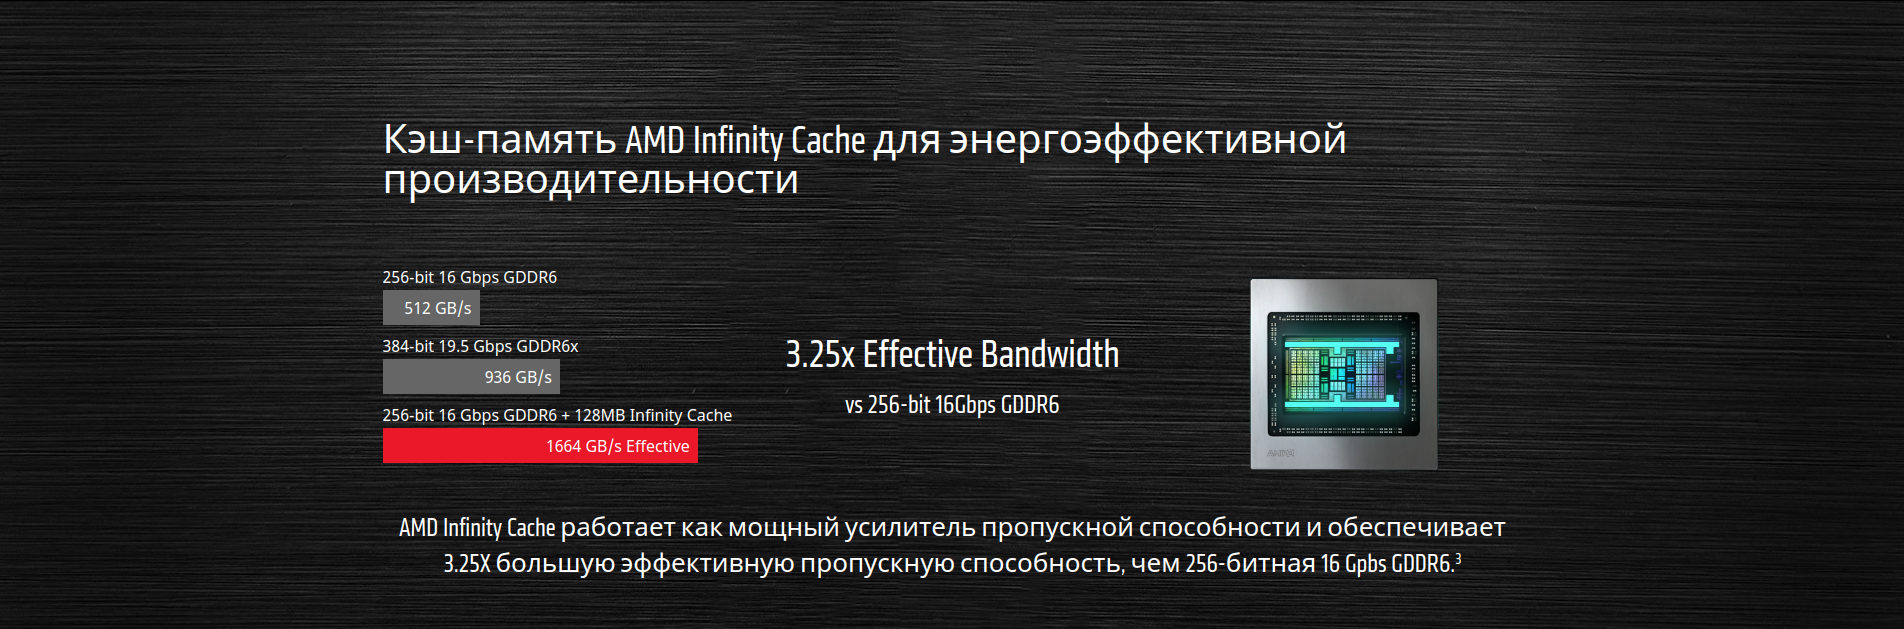 Кэш-память AMD Infinity Cache для энергоэффективной
производительности
256-bit 16 Gbps GDDR6
512 GB/s
384-bit 19.5 Gbps GDDR6x
936 GB/s
256-bit 16 Gbps GDDR6 + 128MB Infinity Cache
1664 GB/s Effective
3.25x Effective Bandwidth
vs 256-bit 16Gbps GDDR6
AMD
AMD Infinity Cache работает как мощный усилитель пропускной способности и обеспечивает
3.25X большую эффективную пропускную способность, чем 256-битная 16 Gpbs GDDR6.³